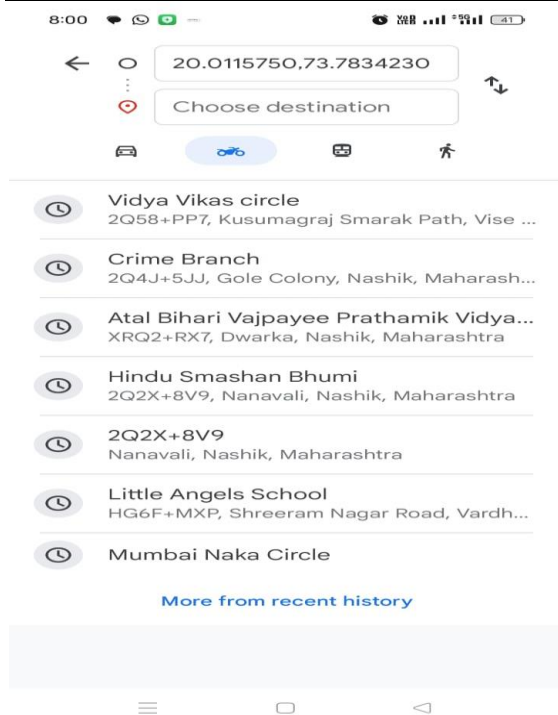 8:00
Vo9 LTE2 5G 41
20.0115750,73.7834230
Choose destination
Vidya Vikas circle
2Q58+PP7, Kusumagraj Smarak Path, Vise ...
Crime Branch
2Q4J+5JJ, Gole Colony, Nashik, Maharash...
Atal Bihari Vajpayee Prathamik Vidya...
XRQ2+RX7, Dwarka, Nashik, Maharashtra
Hindu Smashan Bhumi
2Q2X+8V9, Nanavali, Nashik, Maharashtra
2Q2X+8V9
Nanavali, Nashik, Maharashtra
Little Angels School
HG6F+MXP, Shreeram Nagar Road, Vardh...
Mumbai Naka Circle
More from recent history